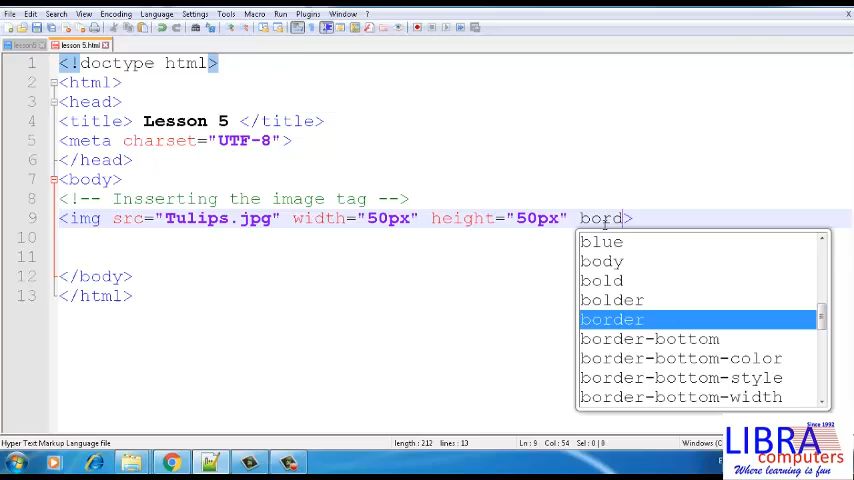 File Edit Search View Encoding Language Settings Tools Macro Run Plugins Window ? X
lesson5 lesson 5.html
1 <!doctype html>
2 <html>
3 <head>
4 <title> Lesson 5 </title>
5 <meta charset="UTF-8">
6 </head>
7 <body>
8 <!-- Insserting the image tag -->
9 <img src="Tulips.jpg" width="50px" height="50px" bord>
10
11
12 </body>
13 </html>
blue
body
bold
bolder
border
border-bottom
border-bottom-color
border-bottom-style
border-bottom-width
Hyper Text Markup Language file length : 212 lines : 13 Ln : 9 Col : 54 Sel : 0 | 0 Windows (
Since 1992
LIBRA
computers
Where learning is fun